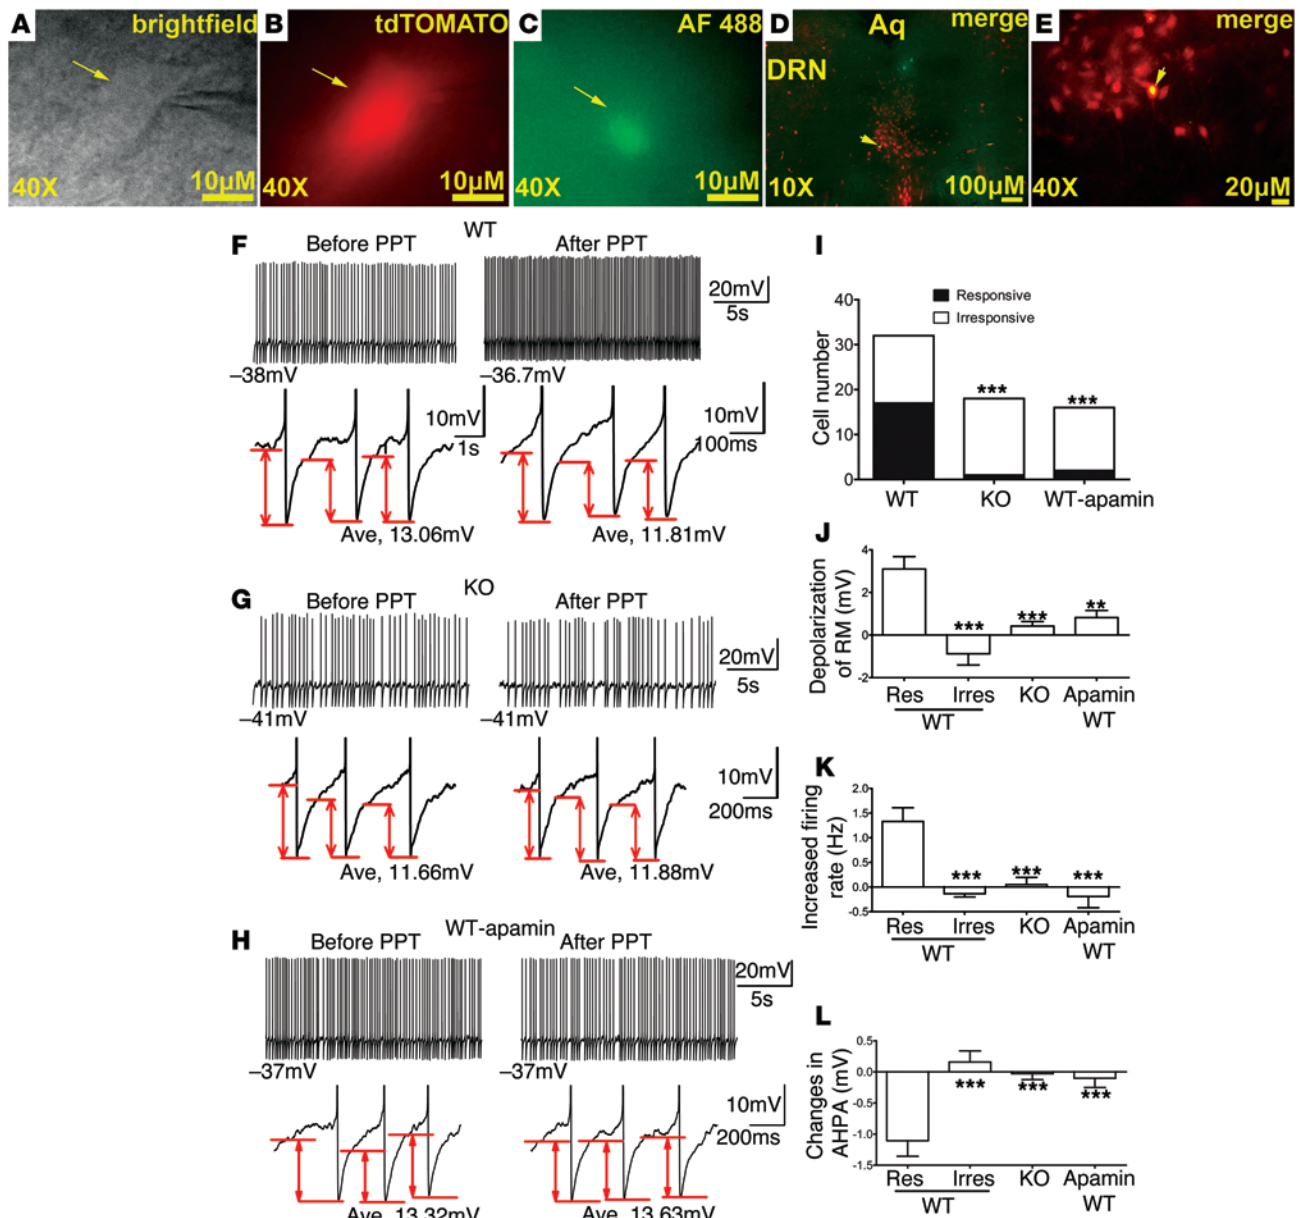 A brightfield
40X 10µM
B tdTOMATO
40X 10µM
C AF 488
40X 10µM
D Aq merge
DRN
10X 100µM
E merge
40X 20µM
F WT
Before PPT After PPT
20mV
5s
–38mV –36.7mV
10mV
1s
10mV
100ms
Ave, 13.06mV Ave, 11.81mV
G KO
Before PPT After PPT
20mV
5s
–41mV –41mV
10mV
200ms
Ave, 11.66mV Ave, 11.88mV
H WT-apamin
Before PPT After PPT
20mV
5s
–37mV –37mV
10mV
200ms
Ave, 13.32mV Ave, 13.63mV
I
Responsive
Irresponsive
Cell number
40
30
20
10
0
*** ***
WT KO WT-apamin
J
Depolarization
of RM (mV)
4
2
0
-2
*** *** **
Res Irres KO Apamin
WT WT
K
Increased firing
rate (Hz)
2.0
1.5
1.0
0.5
0.0
-0.5
*** *** ***
Res Irres KO Apamin
WT WT
L
Changes in
AHPA (mV)
0.5
0.0
-0.5
-1.0
-1.5
*** *** ***
Res Irres KO Apamin
WT WT